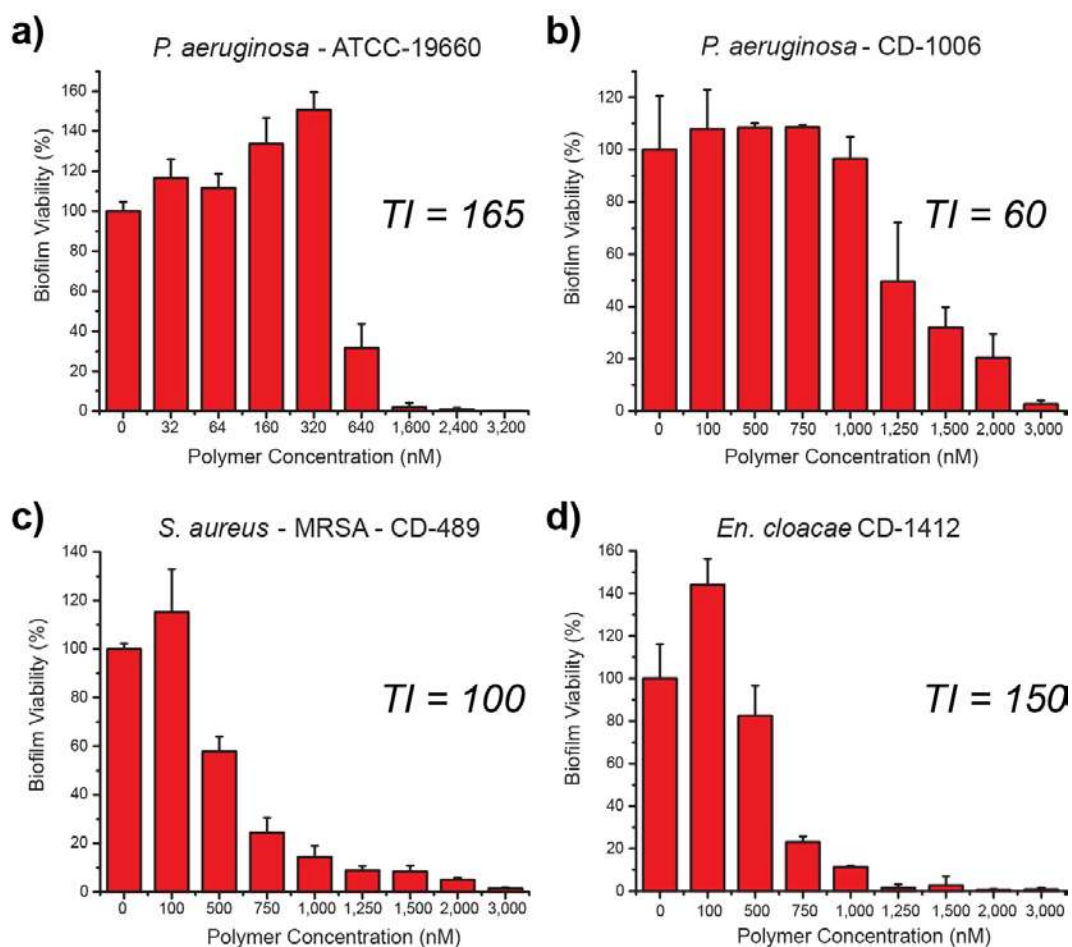 a)
P. aeruginosa - ATCC-19660
Biofilm Viability (%)
160
140
120
100
80
60
40
20
0
TI = 165
0 32 64 160 320 640 1,600 2,400 3,200
Polymer Concentration (nM)
b)
P. aeruginosa - CD-1006
Biofilm Viability (%)
120
100
80
60
40
20
0
TI = 60
0 100 500 750 1,000 1,250 1,500 2,000 3,000
Polymer Concentration (nM)
c)
S. aureus - MRSA - CD-489
Biofilm Viability (%)
140
120
100
80
60
40
20
0
TI = 100
0 100 500 750 1,000 1,250 1,500 2,000 3,000
Polymer Concentration (nM)
d)
En. cloacae CD-1412
Biofilm Viability (%)
160
140
120
100
80
60
40
20
0
TI = 150
0 100 500 750 1,000 1,250 1,500 2,000 3,000
Polymer Concentration (nM)